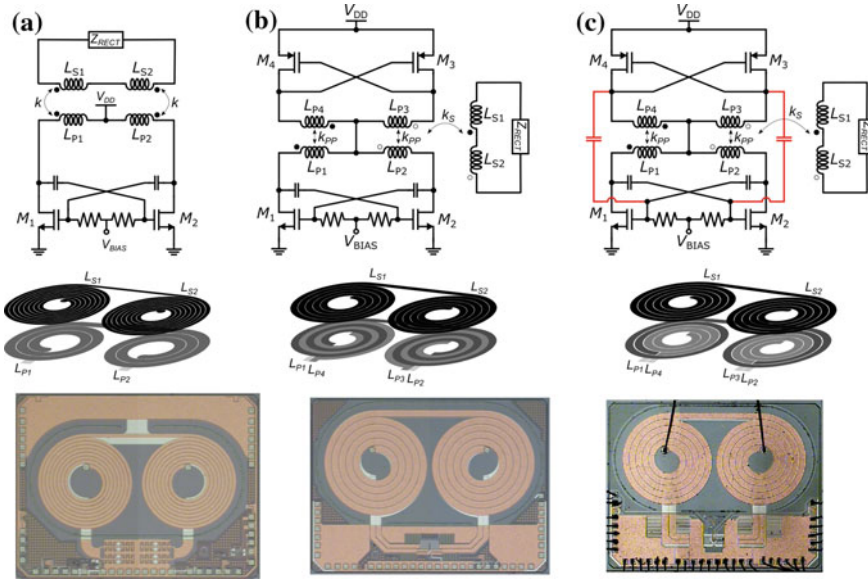 (a)
Z_RECT
L_S1 L_S2
k V_DD k
L_P1 L_P2
M_1 M_2
V_BIAS
L_S1
L_S2
L_P1
L_P2
(b)
V_DD
M_4 M_3
L_P4 L_P3
k_PP k_PP
k_S
L_P1 L_P2
L_S1
L_S2
Z_RECT
M_1 M_2
V_BIAS
L_S1
L_S2
L_P1 L_P4
L_P3 L_P2
(c)
V_DD
M_4 M_3
L_P4 L_P3
k_PP k_PP
k_S
L_P1 L_P2
L_S1
L_S2
Z_RECT
M_1 M_2
V_BIAS
L_S1
L_S2
L_P1 L_P4
L_P3 L_P2